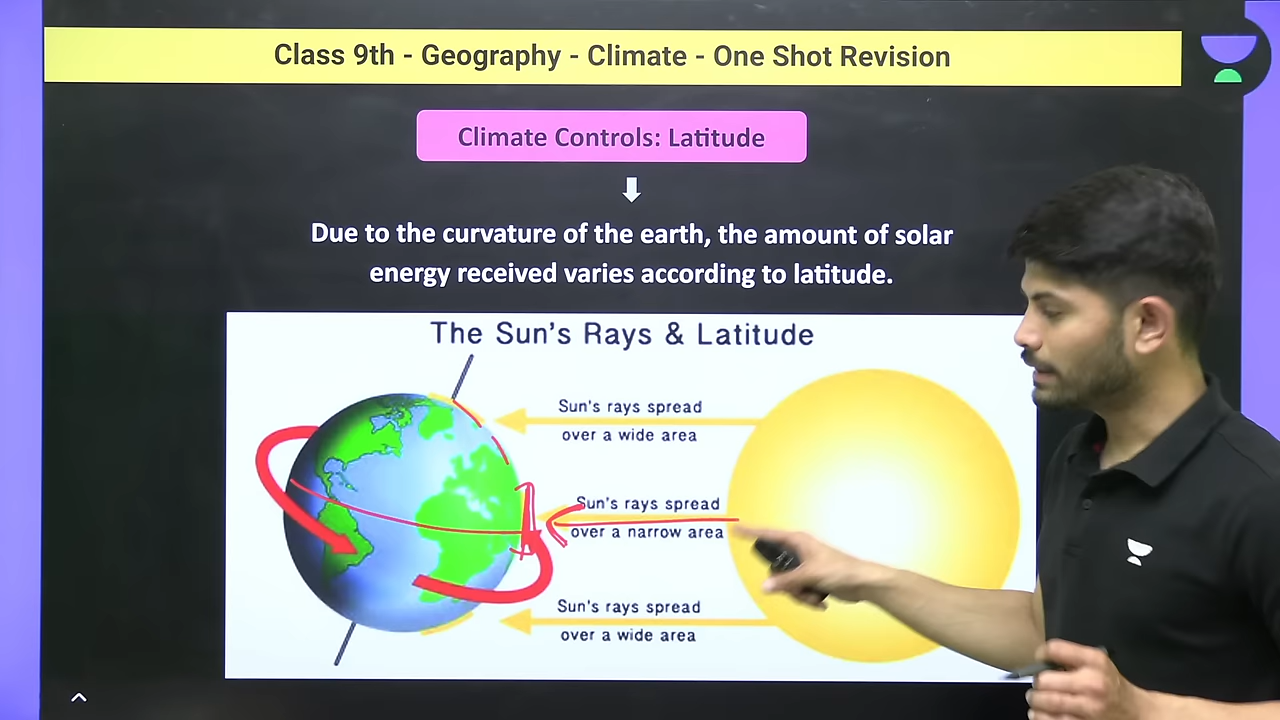 Class 9th - Geography - Climate - One Shot Revision
Climate Controls: Latitude
Due to the curvature of the earth, the amount of solar
energy received varies according to latitude.
The Sun's Rays & Latitude
Sun's rays spread
over a wide area
Sun's rays spread
over a narrow area
Sun's rays spread
over a wide area